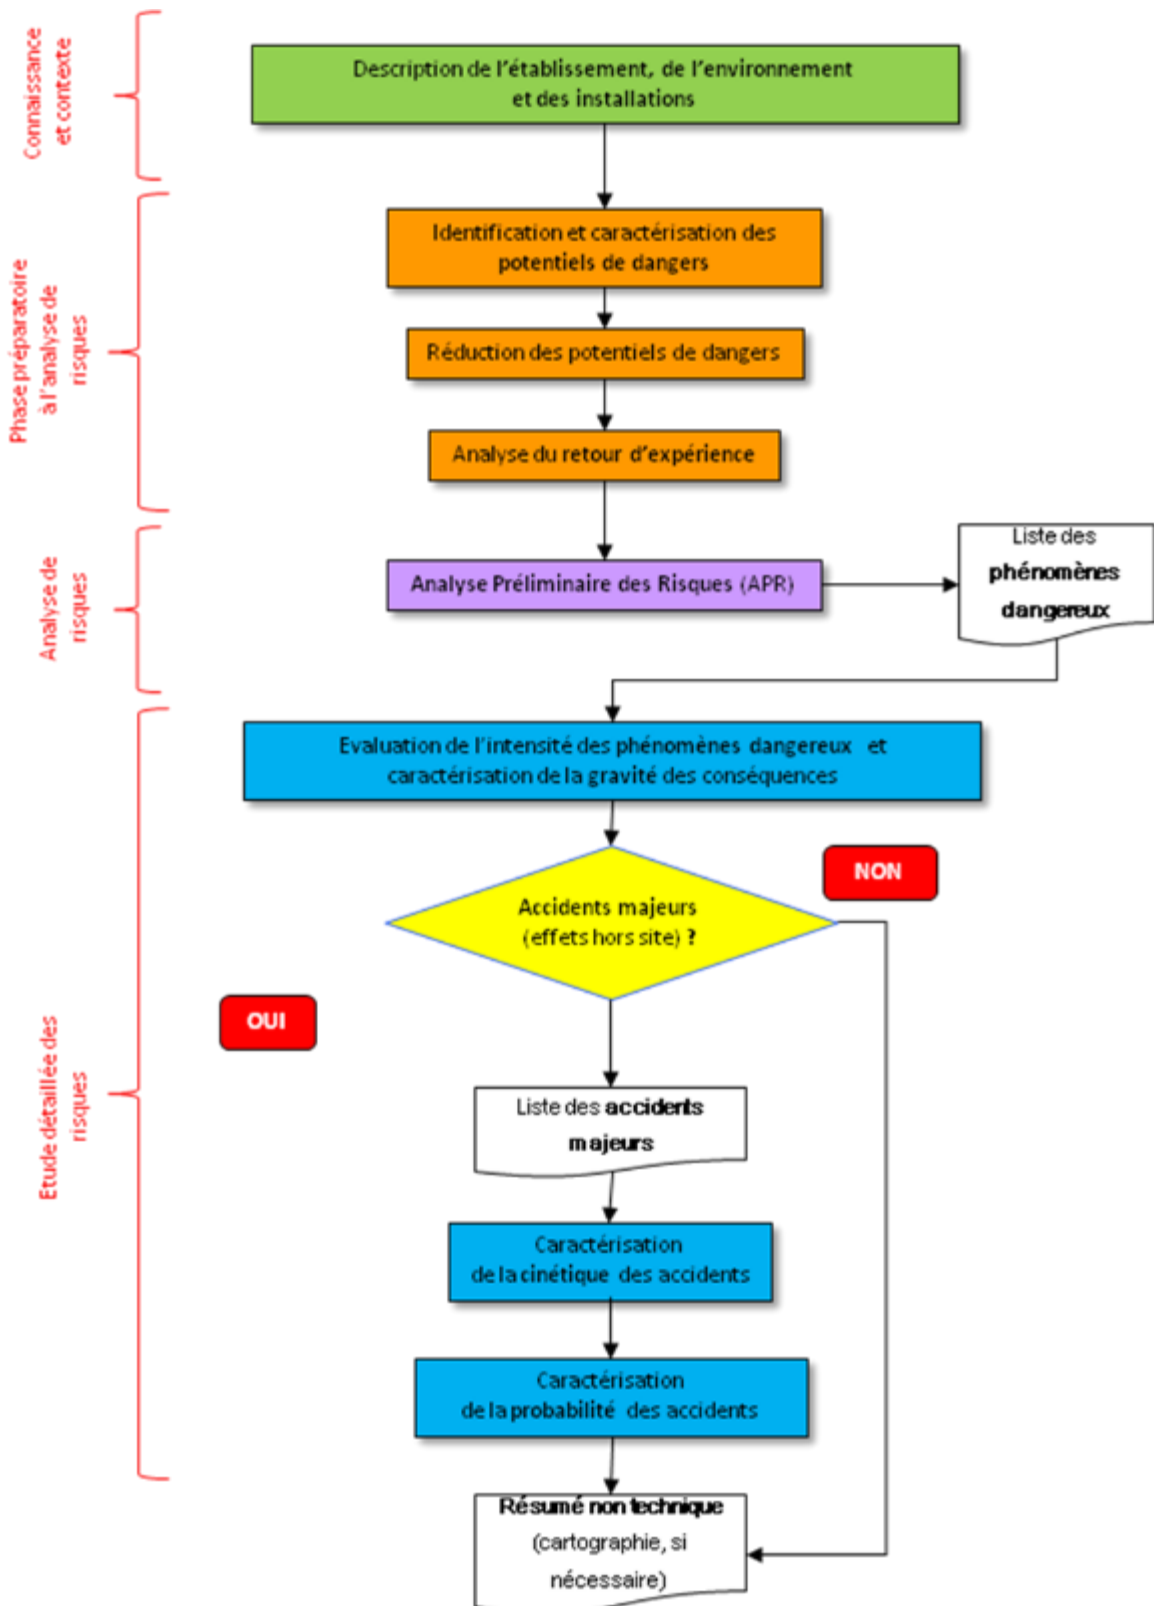 Connaissance
et contexte
Description de l'établissement, de l'environnement
et des installations
Phase préparatoire
à l'analyse de
risques
Identification et caractérisation des
potentiels de dangers
Réduction des potentiels de dangers
Analyse du retour d'expérience
Analyse de
risques
Analyse Préliminaire des Risques (APR)
Liste des
phénomènes
dangereux
Etude détaillée des
risques
Evaluation de l'intensité des phénomènes dangereux et
caractérisation de la gravité des conséquences
NON
Accidents majeurs
(effets hors site) ?
OUI
Liste des accidents
majeurs
Caractérisation
de la cinétique des accidents
Caractérisation
de la probabilité des accidents
Résumé non technique
(cartographie, si
nécessaire)